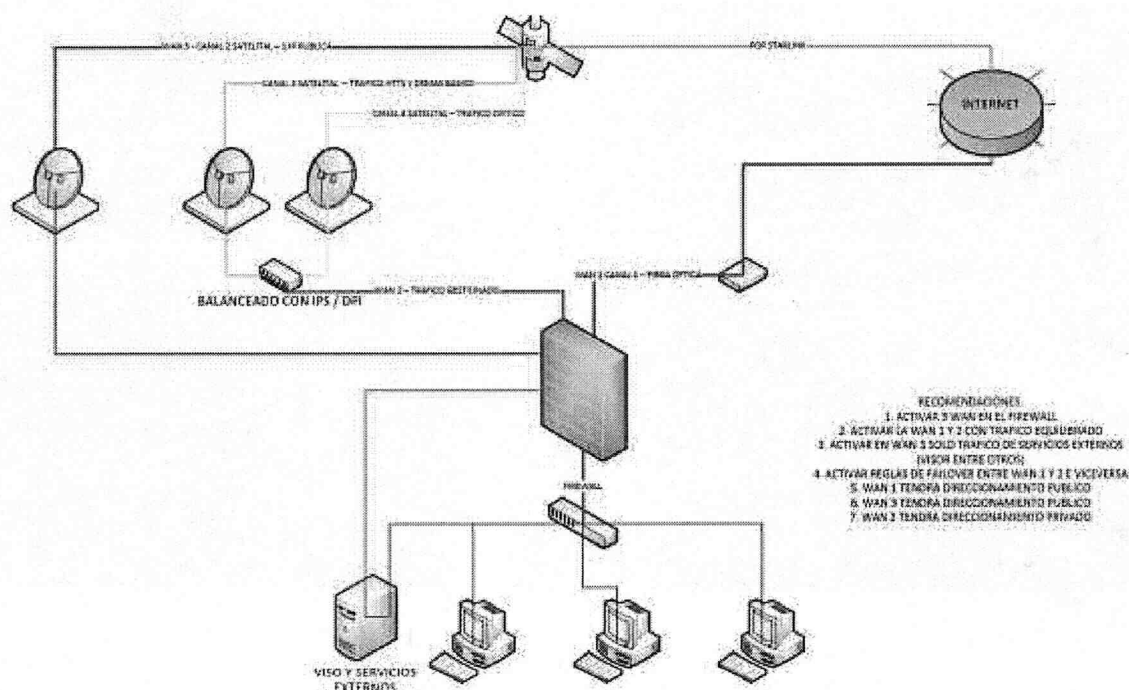 WAN 3 - CANAL 2 SATELITAL - 1 IP PUBLICA
POP STARLINK
CANAL 3 SATELITAL - TRAFICO HTTS Y DEMAS BASICO
CANAL 4 SATELITAL - TRAFICO
INTERNET
WAN 1 CANAL 1 - FIBRA OPTICA
WAN 2 - TRAFICO GESTIONADO
BALANCEADO CON IPS / DPI
RECOMENDACIONES
1. ACTIVAR 3 WAN EN EL FIREWALL
2. ACTIVAR LA WAN 1 Y 2 CON TRAFICO EQUILIBRADO
3. ACTIVAR EN WAN 3 SOLO TRAFICO DE SERVICIOS EXTERNOS
(VISOR ENTRE OTROS)
4. ACTIVAR REGLAS DE FAILOVER ENTRE WAN 1 Y 2 E VICEVERSA
5. WAN 1 TENDRA DIRECCIONAMIENTO PUBLICO
6. WAN 3 TENDRA DIRECCIONAMIENTO PUBLICO
7. WAN 2 TENDRA DIRECCIONAMIENTO PRIVADO
FIREWALL
VISO Y SERVICIOS
EXTERNOS